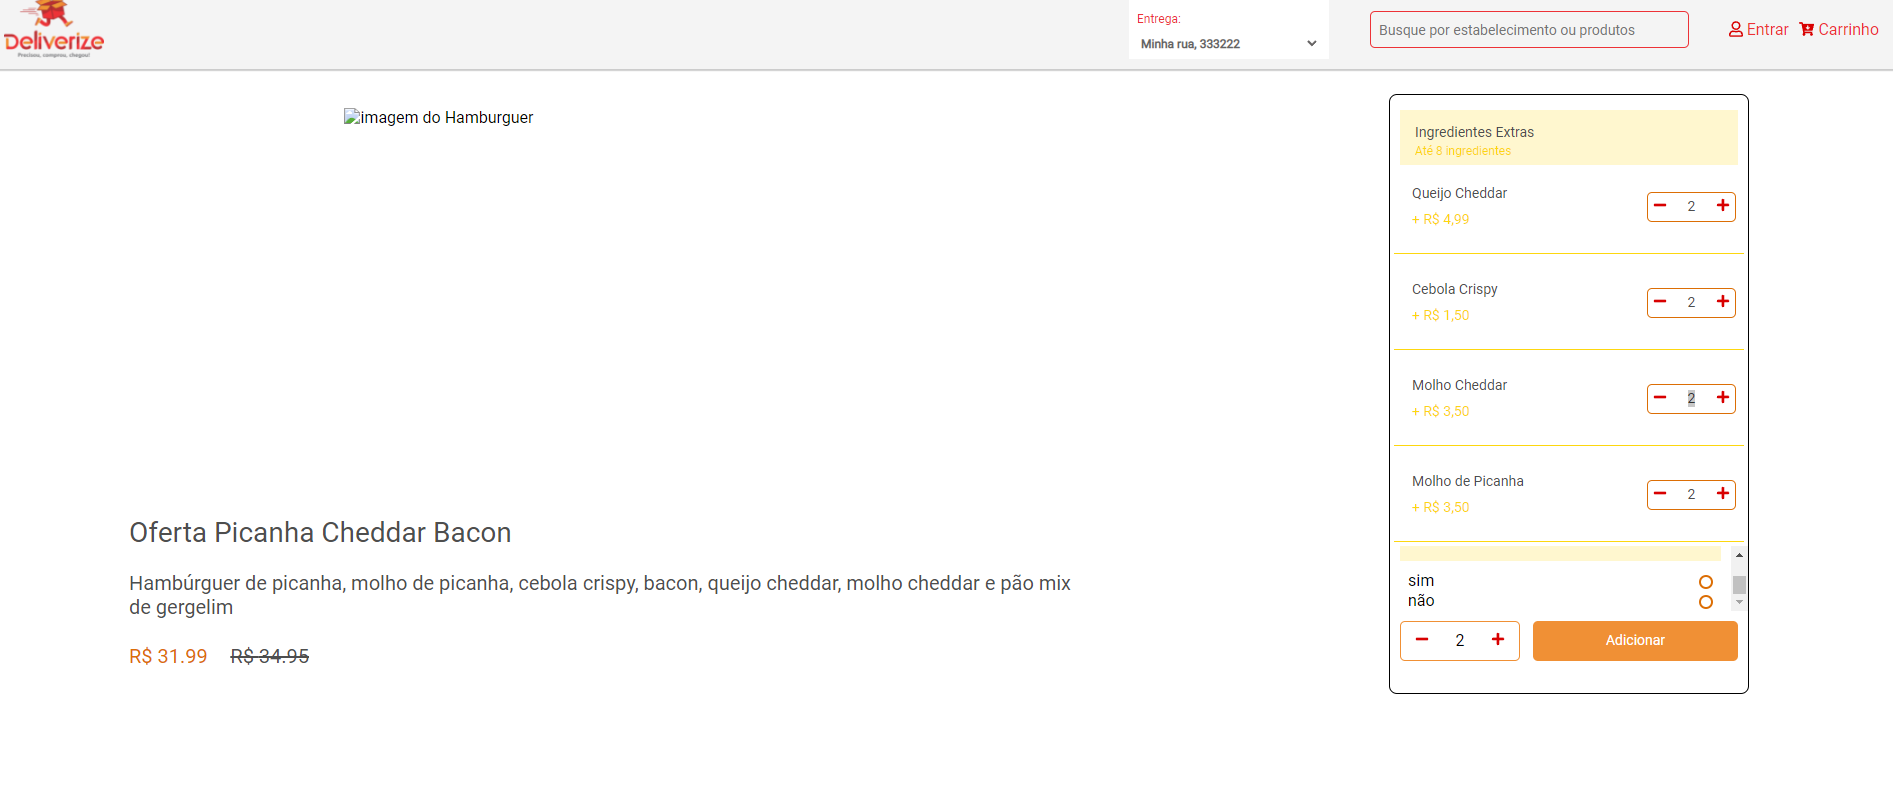 Deliverize
Precisou, comprou, chegou!
Entrega:
Minha rua, 333222
Busque por estabelecimento ou produtos
Entrar
Carrinho
imagem do Hamburguer
Oferta Picanha Cheddar Bacon
Hambúrguer de picanha, molho de picanha, cebola crispy, bacon, queijo cheddar, molho cheddar e pão mix
de gergelim
R$ 31.99 R$ 34.95
Ingredientes Extras
Até 8 ingredientes
Queijo Cheddar
+ R$ 4,99
2
Cebola Crispy
+ R$ 1,50
2
Molho Cheddar
+ R$ 3,50
2
Molho de Picanha
+ R$ 3,50
2
sim
não
2
Adicionar